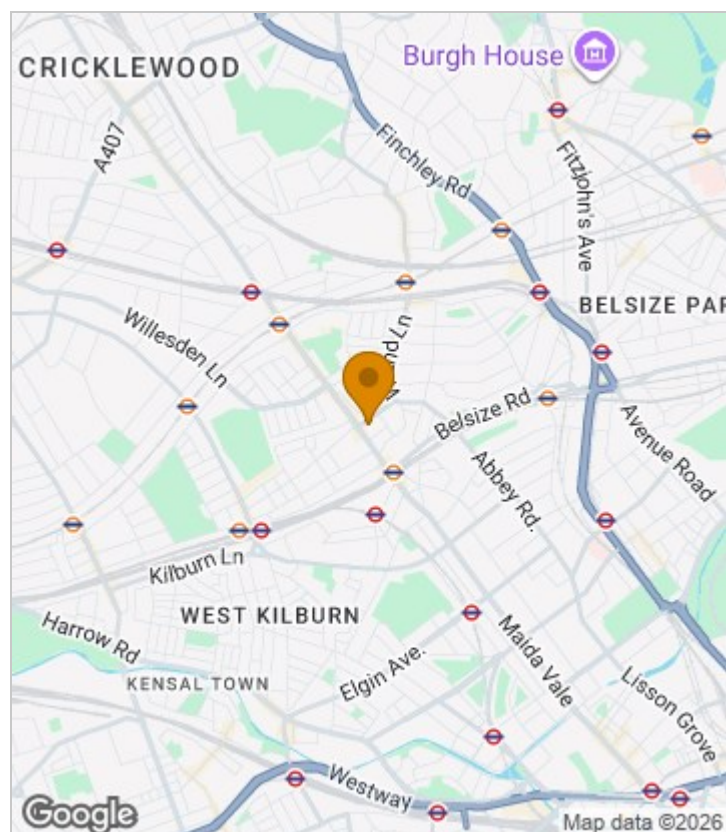 Burgh House
CRICKLEWOOD
A407
Finchley Rd
Fitzjohn's Ave
BELSIZE PAR
Willesden Ln
Ln
Belsize Rd
Avenue Road
Abbey Rd.
Kilburn Ln
WEST KILBURN
Harrow Rd
Maida Vale
Elgin Ave.
KENSAL TOWN
Lisson Grove
Westway
Google
Map data ©2026